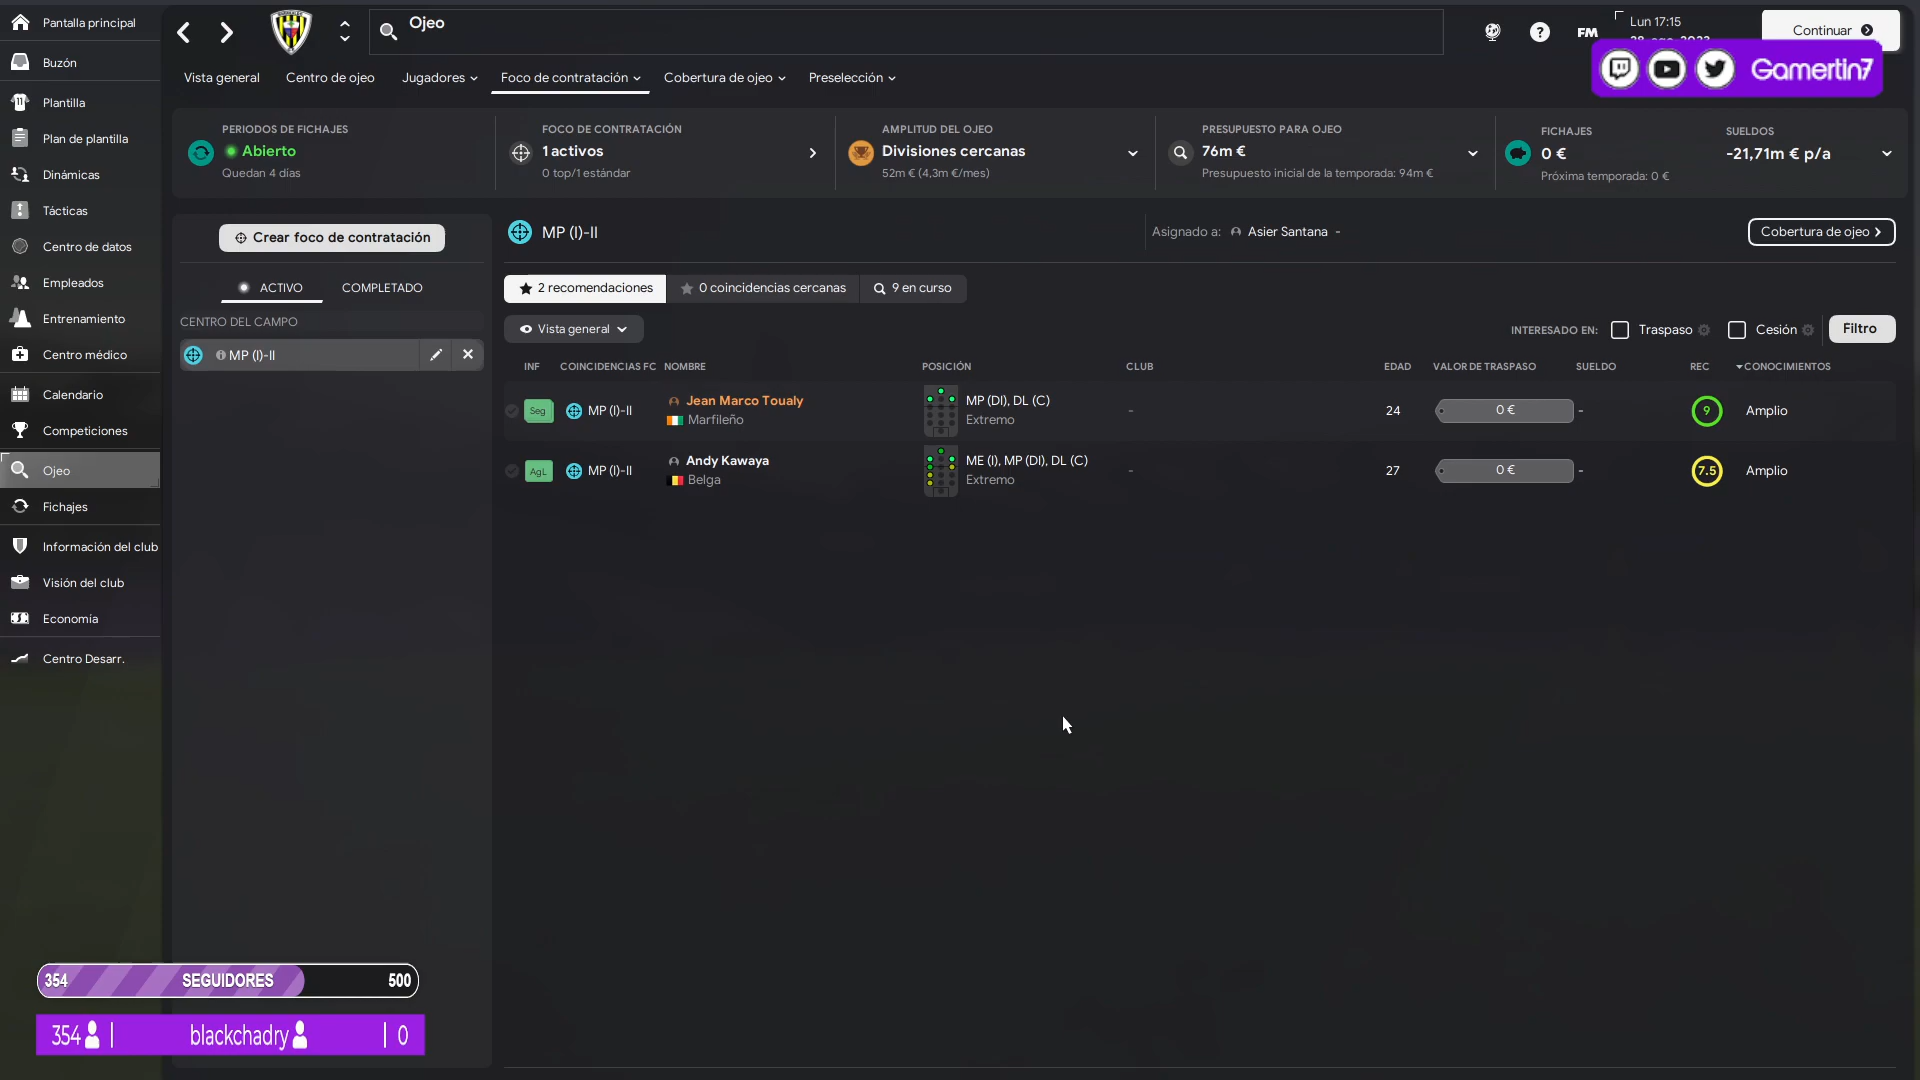 Pantalla principal
Buzón
Plantilla
Plan de plantilla
Dinámicas
Tácticas
Centro de datos
Empleados
Entrenamiento
Centro médico
Calendario
Competiciones
Ojeo
Fichajes
Información del club
Visión del club
Economía
Centro Desarr.
Ojeo
FM
Lun 17:15
Continuar
Gamertin7
Vista general
Centro de ojeo
Jugadores
Foco de contratación
Cobertura de ojeo
Preselección
PERIODOS DE FICHAJES
Abierto
Quedan 4 días
FOCO DE CONTRATACIÓN
1 activos
0 top/1 estándar
AMPLITUD DEL OJEO
Divisiones cercanas
52m € (4,3m €/mes)
PRESUPUESTO PARA OJEO
76m €
Presupuesto inicial de la temporada: 94m €
FICHAJES
0 €
Próxima temporada: 0 €
SUELDOS
-21,71m € p/a
Crear foco de contratación
ACTIVO
COMPLETADO
CENTRO DEL CAMPO
MP (I)-II
MP (I)-II
Asignado a: Asier Santana -
Cobertura de ojeo
2 recomendaciones
0 coincidencias cercanas
9 en curso
Vista general
INTERESADO EN: Traspaso Cesión
Filtro
INF COINCIDENCIAS FC NOMBRE POSICIÓN CLUB EDAD VALOR DE TRASPASO SUELDO REC CONOCIMIENTOS
Seg MP (I)-II Jean Marco Toualy MP (DI), DL (C) - 24 0 € - 9 Amplio
Marfileño Extremo
AgL MP (I)-II Andy Kawaya ME (I), MP (DI), DL (C) - 27 0 € - 7.5 Amplio
Belga Extremo
354 SEGUIDORES 500
354 blackchadry 0